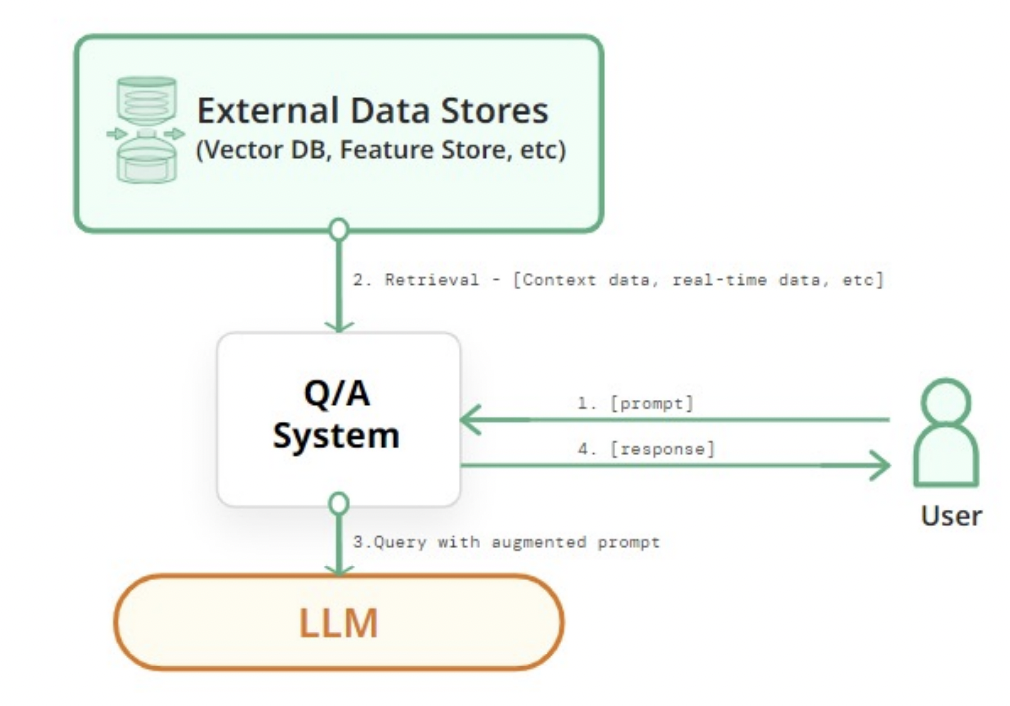 External Data Stores
(Vector DB, Feature Store, etc)
2. Retrieval - [Context data, real-time data, etc]
Q/A
System
1. [prompt]
4. [response]
User
3.Query with augmented prompt
LLM